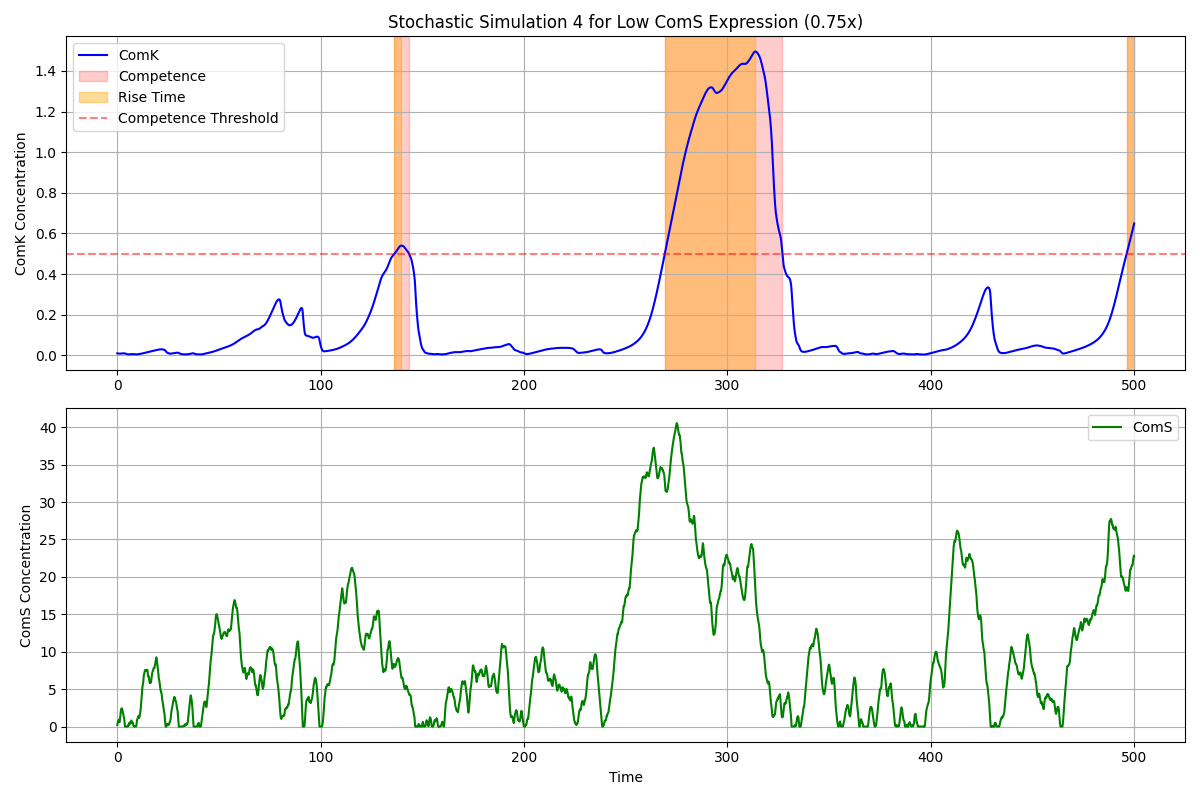 Stochastic Simulation 4 for Low ComS Expression (0.75x)
ComK
Competence
Rise Time
Competence Threshold
ComK Concentration
1.4
1.2
1.0
0.8
0.6
0.4
0.2
0.0
0 100 200 300 400 500
ComS
ComS Concentration
40
35
30
25
20
15
10
5
0
0 100 200 300 400 500
Time